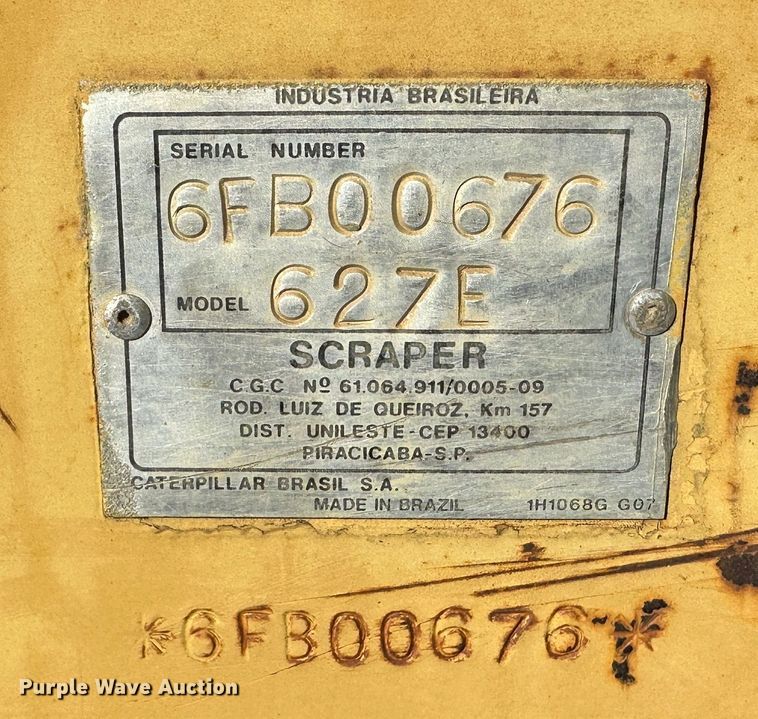 INDUSTRIA BRASILEIRA
SERIAL NUMBER
6FB00676
MODEL 627E
SCRAPER
C.G.C Nº 61.064.911/0005-09
ROD. LUIZ DE QUEIROZ, Km 157
DIST. UNILESTE-CEP 13400
PIRACICABA-S.P.
CATERPILLAR BRASIL S.A.
MADE IN BRAZIL 1H1068G G07
*6FB00676*
Purple Wave Auction